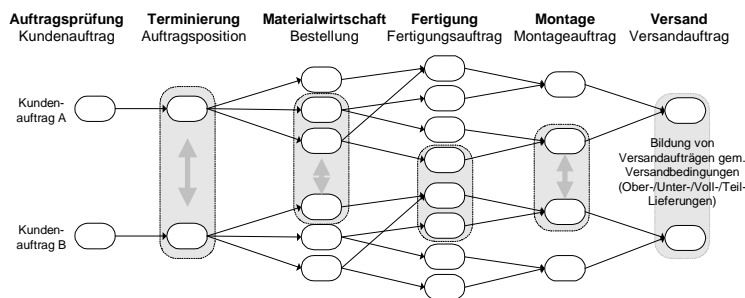 Auftragsprüfung Terminierung Materialwirtschaft Fertigung Montage Versand
Kundenauftrag Auftragsposition Bestellung Fertigungsauftrag Montageauftrag Versandauftrag
Kunden-
auftrag A
Bildung von
Versandaufträgen gem.
Versandbedingungen
(Ober-/Unter-/Voll-/Teil-
Lieferungen)
Kunden-
auftrag B